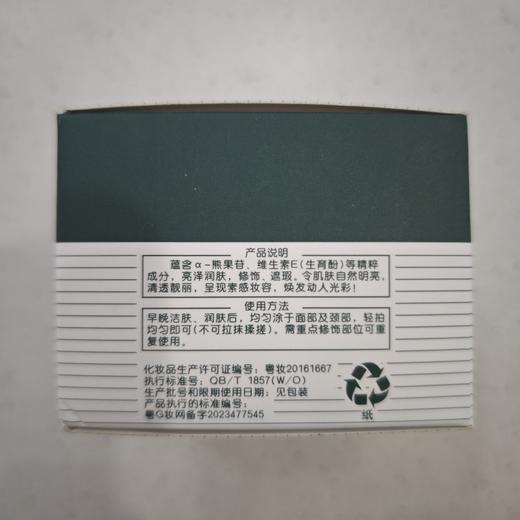 产品说明
蕴含α-熊果苷、维生素E(生育酚)等精粹
成分，亮泽润肤，修饰、遮瑕。令肌肤自然明亮，
清透靓丽，呈现素感妆容，焕发动人光彩！
使用方法
早晚洁肤、润肤后，均匀涂于面部及颈部，轻拍
均匀即可(不可拉抹揉搓)。需重点修饰部位可重
复使用。
化妆品生产许可证编号：粤妆20161667
执行标准号：QB/T 1857(W/O)
生产批号和限期使用日期：见包装
产品执行的标准编号：
粤G妆网备字2023477545
纸